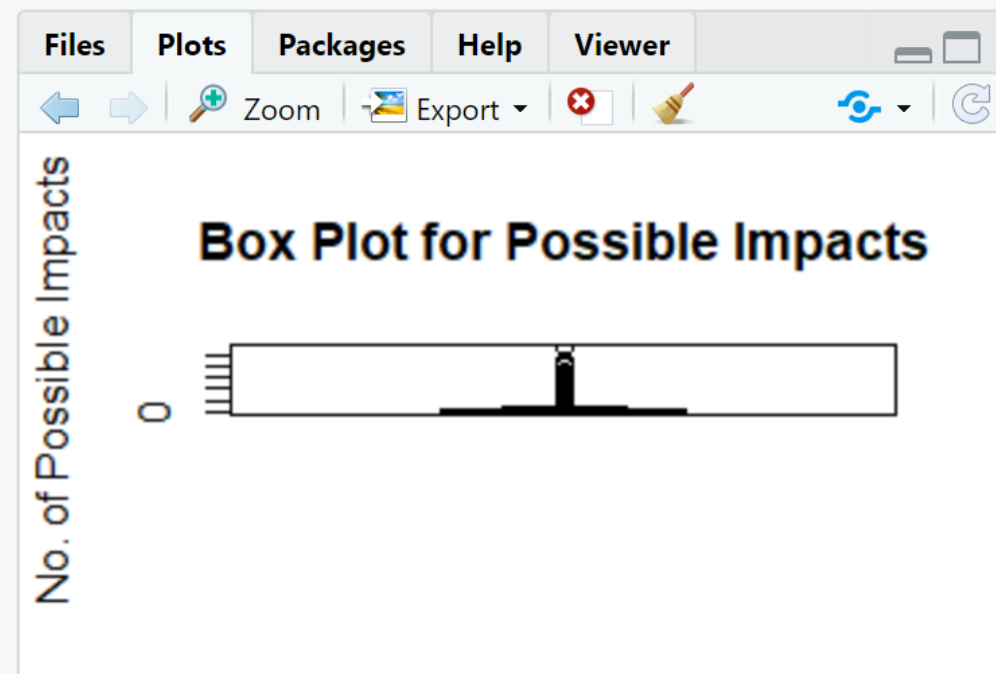 Files Plots Packages Help Viewer
Zoom Export
Box Plot for Possible Impacts
No. of Possible Impacts
0